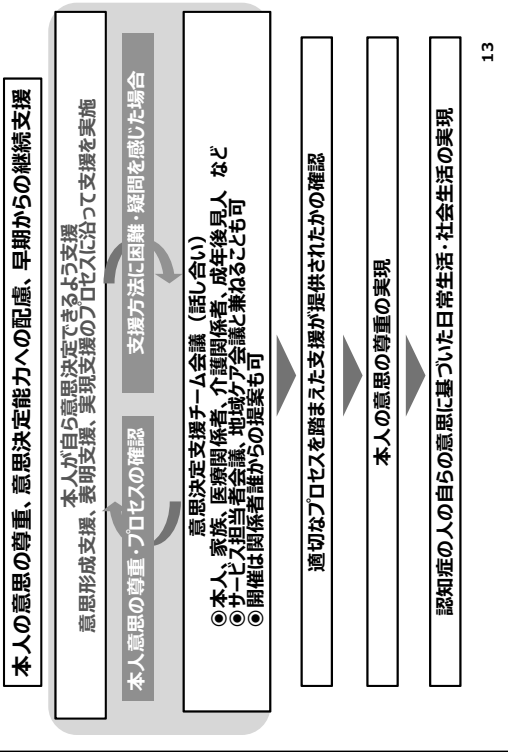 本人の意思の尊重、意思決定能力への配慮、早期からの継続支援
本人が自ら意思決定できるよう支援
意思形成支援、表明支援、実現支援のプロセスに沿って支援を実施
本人意思の尊重・プロセスの確認
支援方法に困難・疑問を感じた場合
意思決定支援チーム会議（話し合い）
◉本人、家族、医療関係者、介護関係者、成年後見人　など
◉サービス担当者会議、地域ケア会議と兼ねることも可
◉開催は関係者誰からの提案も可
適切なプロセスを踏まえた支援が提供されたかの確認
本人の意思の尊重の実現
認知症の人の自らの意思に基づいた日常生活・社会生活の実現
13